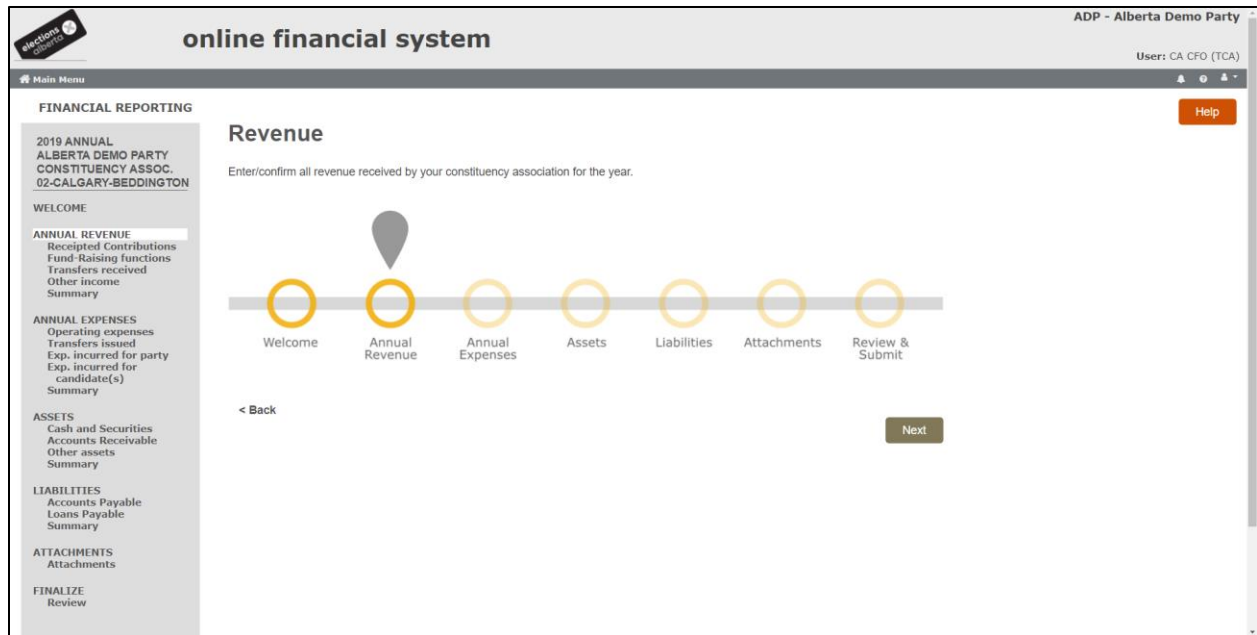 elections
alberta
online financial system
ADP - Alberta Demo Party
User: CA CFO (TCA)
Main Menu
FINANCIAL REPORTING
2019 ANNUAL
ALBERTA DEMO PARTY
CONSTITUENCY ASSOC.
02-CALGARY-BEDDINGTON
WELCOME
ANNUAL REVENUE
Receipted Contributions
Fund-Raising functions
Transfers received
Other income
Summary
ANNUAL EXPENSES
Operating expenses
Transfers issued
Exp. incurred for party
Exp. incurred for
candidate(s)
Summary
ASSETS
Cash and Securities
Accounts Receivable
Other assets
Summary
LIABILITIES
Accounts Payable
Loans Payable
Summary
ATTACHMENTS
Attachments
FINALIZE
Review
Help
Revenue
Enter/confirm all revenue received by your constituency association for the year.
Welcome
Annual
Revenue
Annual
Expenses
Assets
Liabilities
Attachments
Review &
Submit
< Back
Next